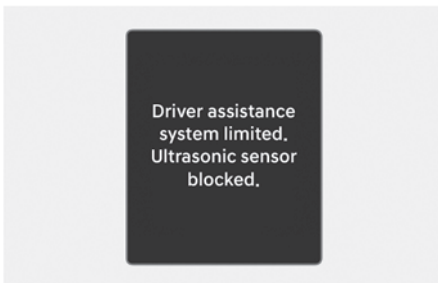 Driver assistance
system limited.
Ultrasonic sensor
blocked.